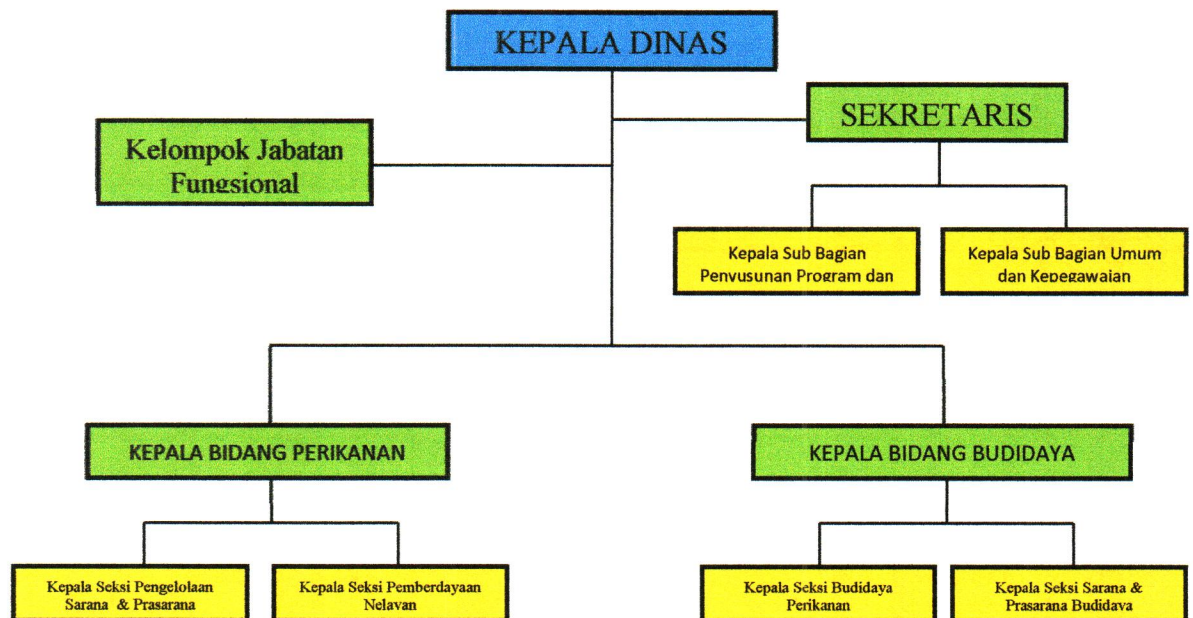 KEPALA DINAS
SEKRETARIS
Kelompok Jabatan
Fungsional
Kepala Sub Bagian
Penyusunan Program dan
Kepala Sub Bagian Umum
dan Kepegawaian
KEPALA BIDANG PERIKANAN
KEPALA BIDANG BUDIDAYA
Kepala Seksi Pengelolaan
Sarana & Prasarana
Kepala Seksi Pemberdayaan
Nelayan
Kepala Seksi Budidaya
Perikanan
Kepala Seksi Sarana &
Prasarana Budidaya